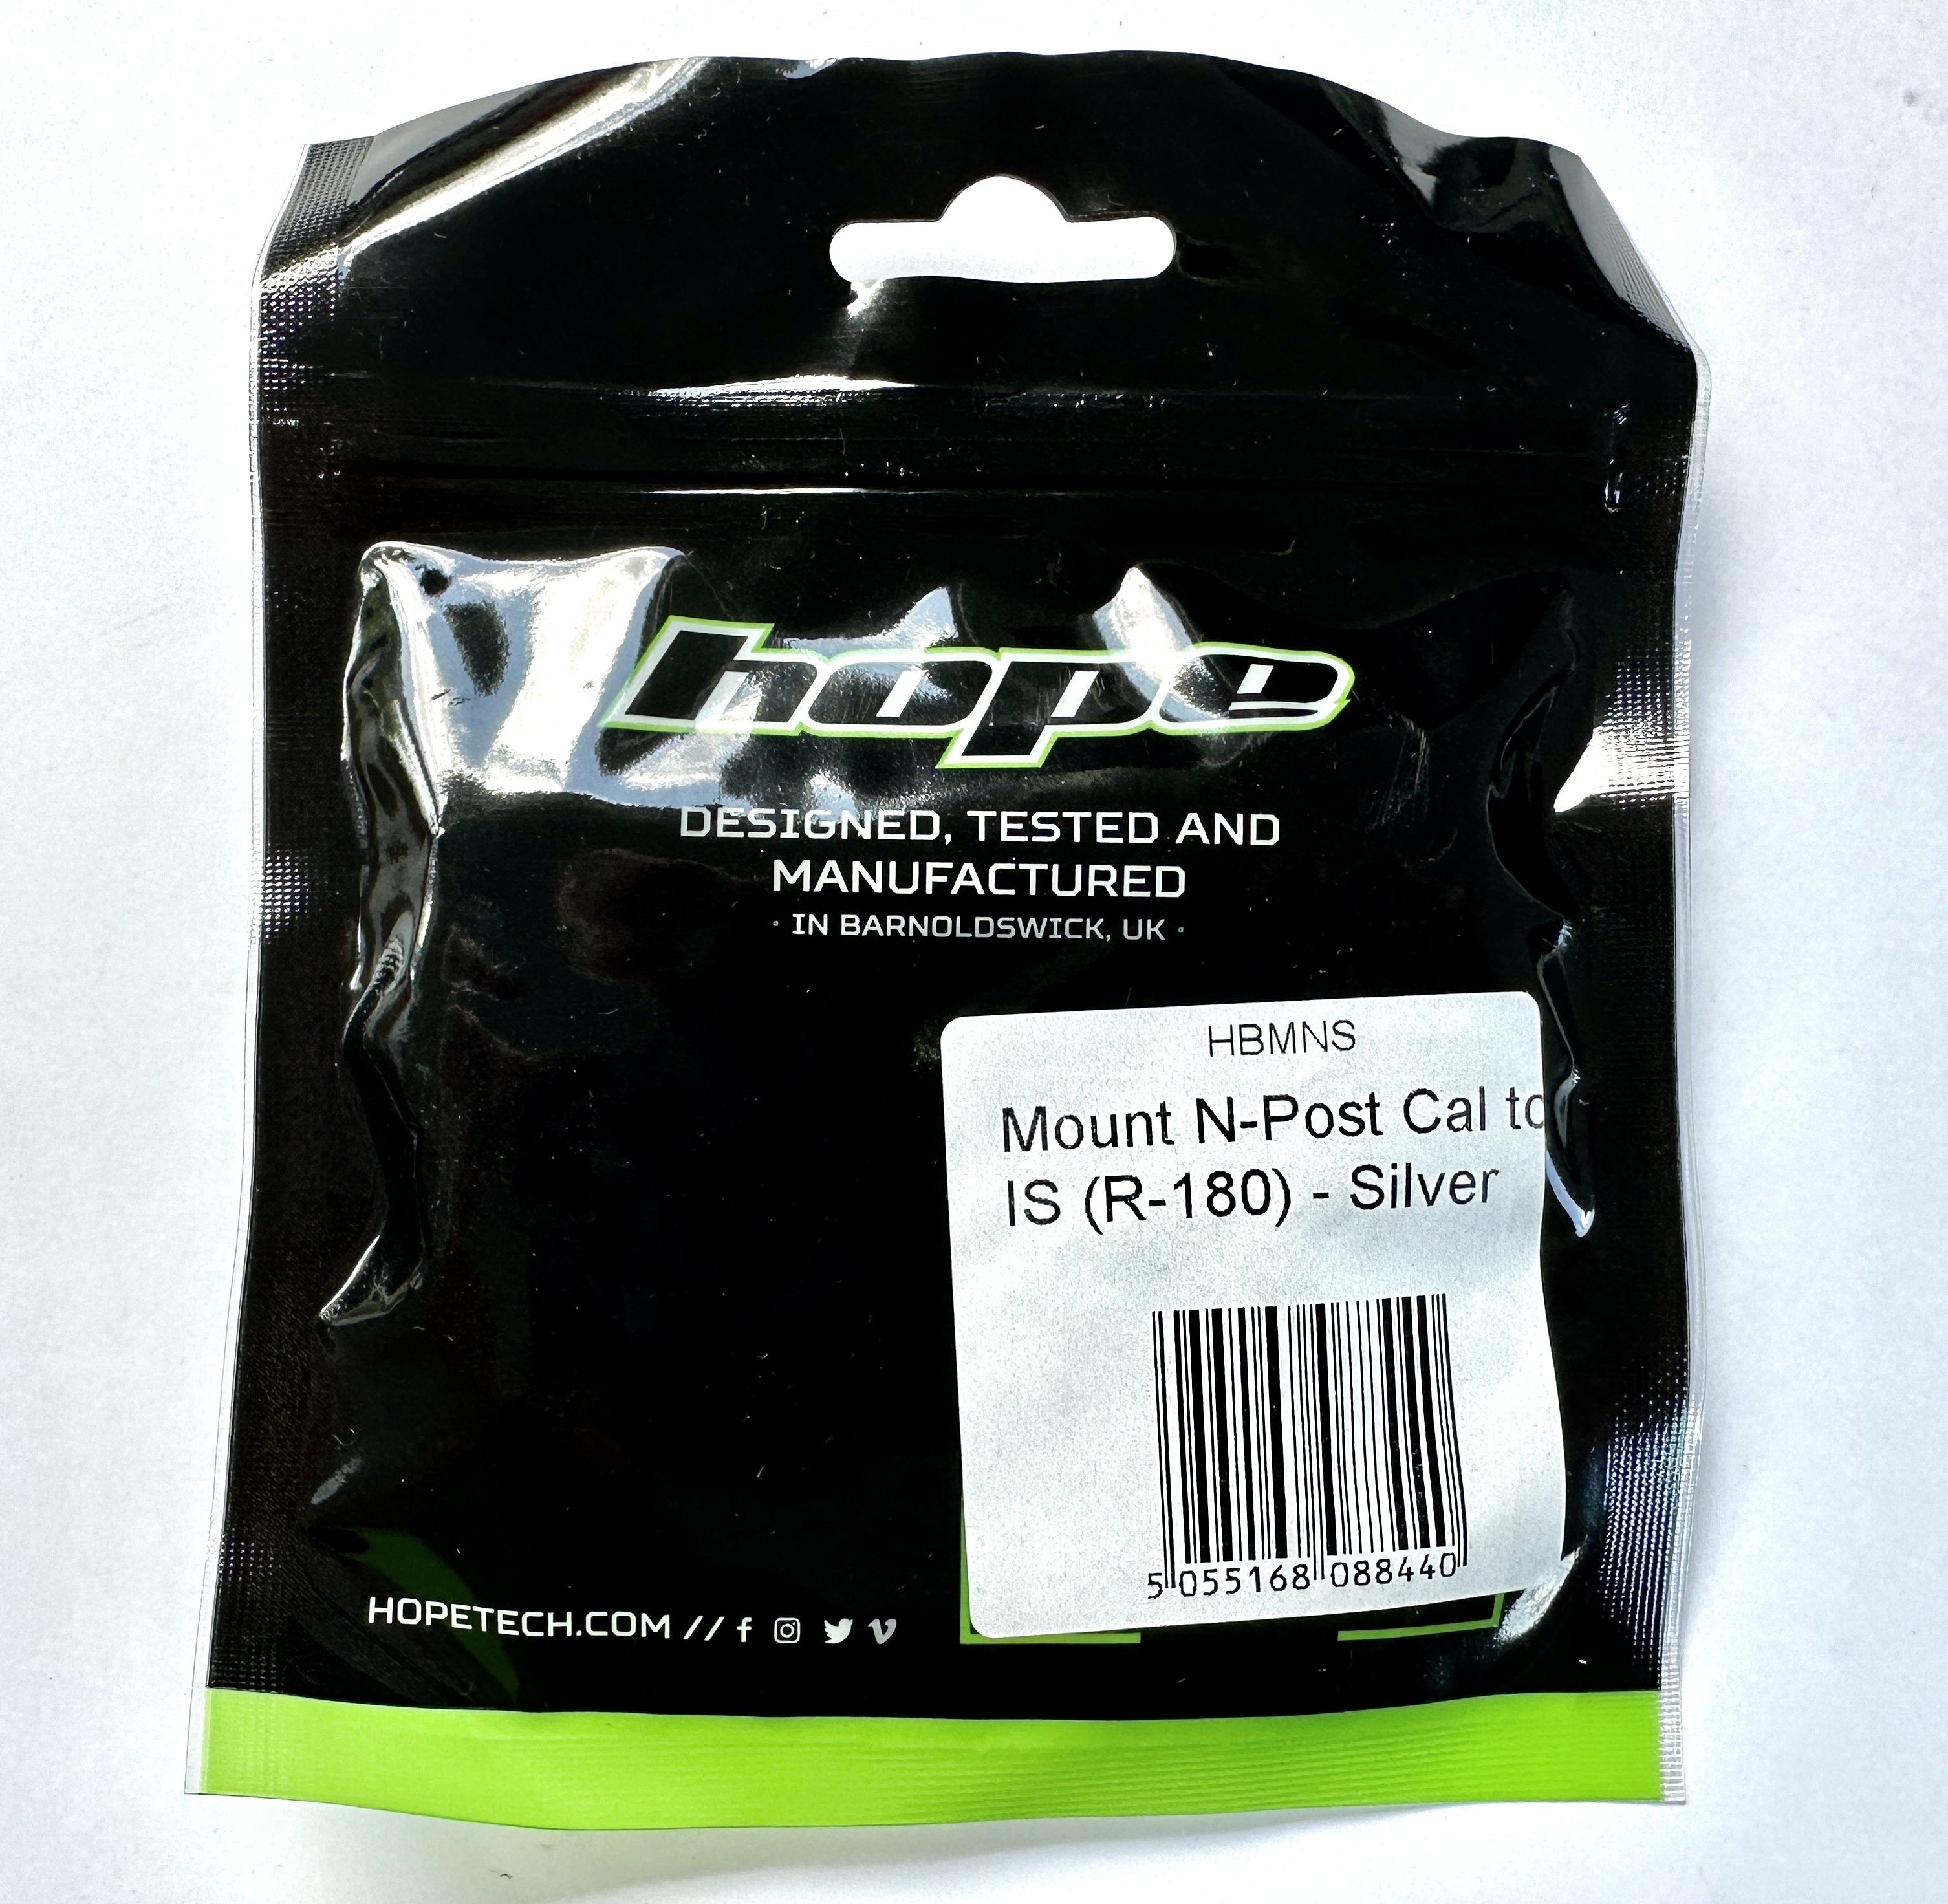 hope
DESIGNED, TESTED AND
MANUFACTURED
· IN BARNOLDSWICK, UK ·
HBMNS
Mount N-Post Cal to
IS (R-180) - Silver
5 055168 088440
HOPETECH.COM //